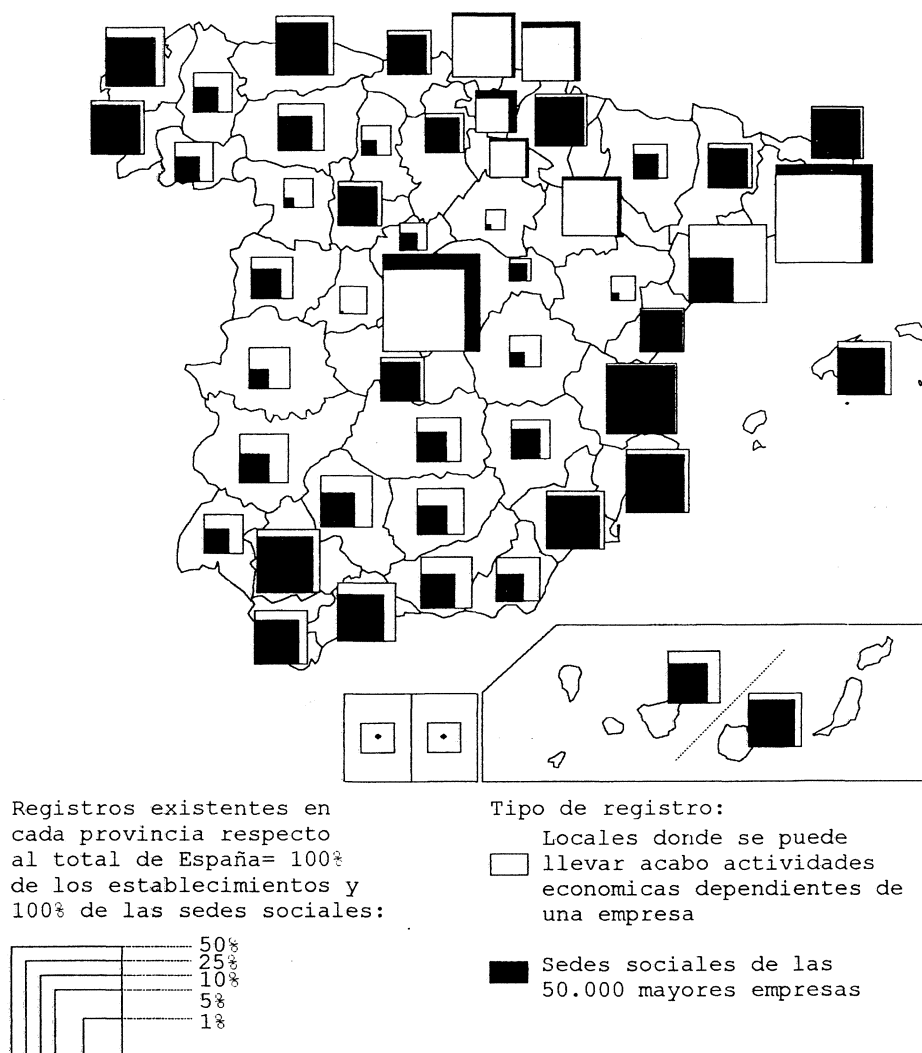 Registros existentes en
cada provincia respecto
al total de España= 100%
de los establecimientos y
100% de las sedes sociales:
50%
25%
10%
5%
1%
Tipo de registro:
Locales donde se puede
llevar acabo actividades
economicas dependientes de
una empresa
Sedes sociales de las
50.000 mayores empresas